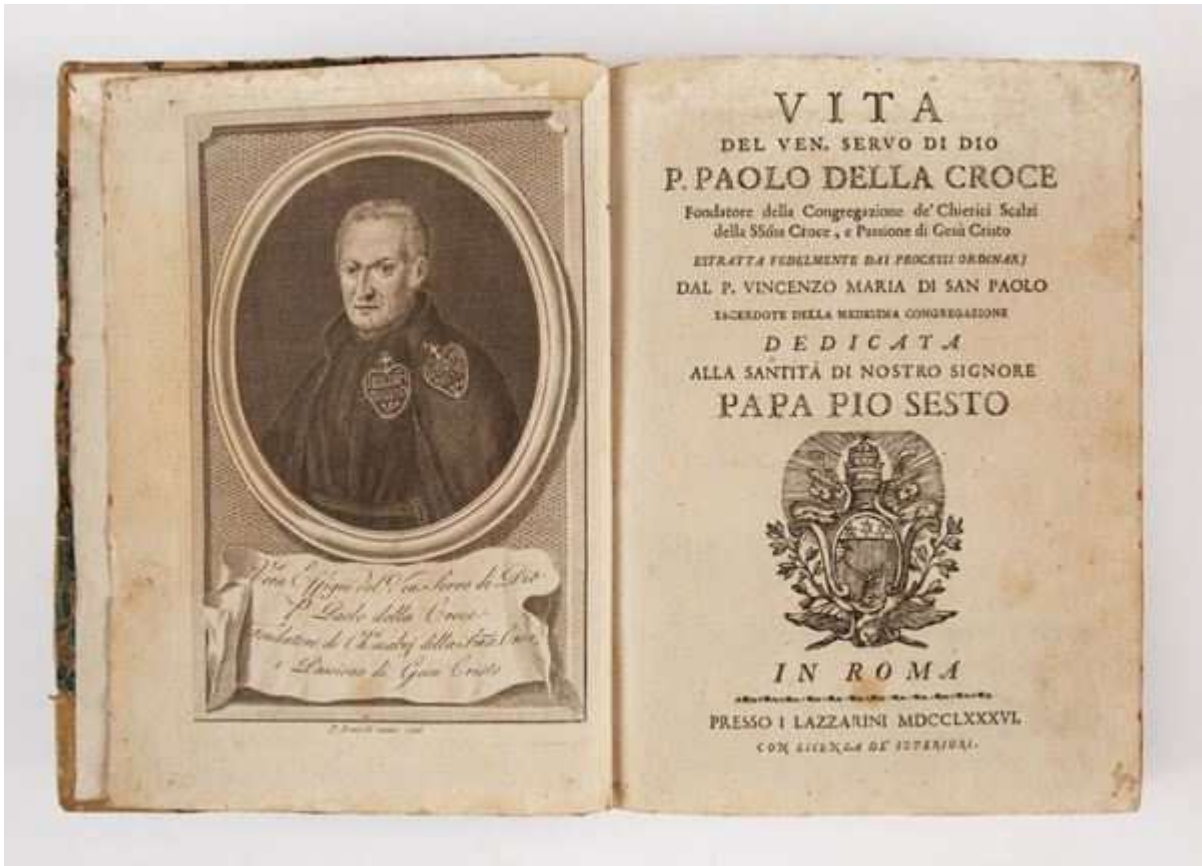 Vera Effigie del Ven. Servo di Dio
P. Paolo della Croce
Fondatore de' Chierici della SSma Croce,
e Passione di Gesù Cristo
VITA
DEL VEN. SERVO DI DIO
P. PAOLO DELLA CROCE
Fondatore della Congregazione de' Chierici Scalzi
della SSma Croce, e Passione di Gesù Cristo
ESTRATTA FEDELMENTE DAI PROCESSI ORDINARJ
DAL P. VINCENZO MARIA DI SAN PAOLO
SACERDOTE DELLA MEDESIMA CONGREGAZIONE
DEDICATA
ALLA SANTITÀ DI NOSTRO SIGNORE
PAPA PIO SESTO
IN ROMA
PRESSO I LAZZARINI MDCCLXXXVI.
CON LICENZA DE' SUPERIORI.